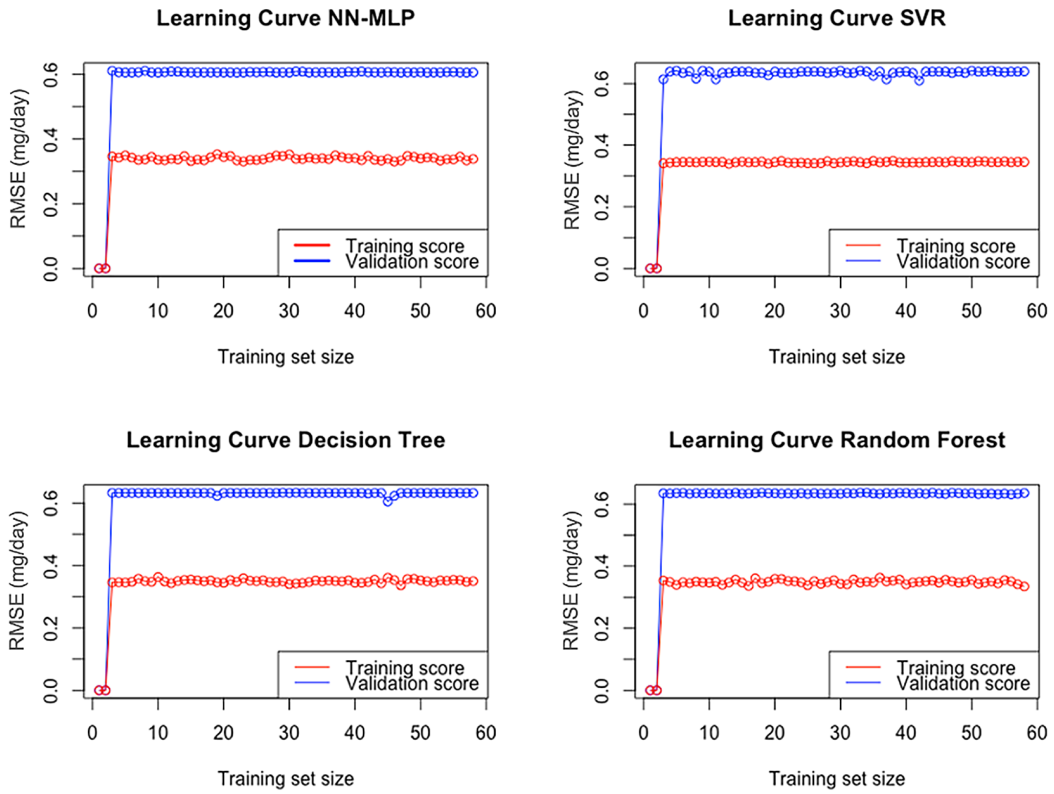 Learning Curve NN-MLP
RMSE (mg/day)
0.6
0.4
0.2
0.0
Training score
Validation score
0 10 20 30 40 50 60
Training set size
Learning Curve SVR
RMSE (mg/day)
0.6
0.4
0.2
0.0
Training score
Validation score
0 10 20 30 40 50 60
Training set size
Learning Curve Decision Tree
RMSE (mg/day)
0.6
0.4
0.2
0.0
Training score
Validation score
0 10 20 30 40 50 60
Training set size
Learning Curve Random Forest
RMSE (mg/day)
0.6
0.4
0.2
0.0
Training score
Validation score
0 10 20 30 40 50 60
Training set size